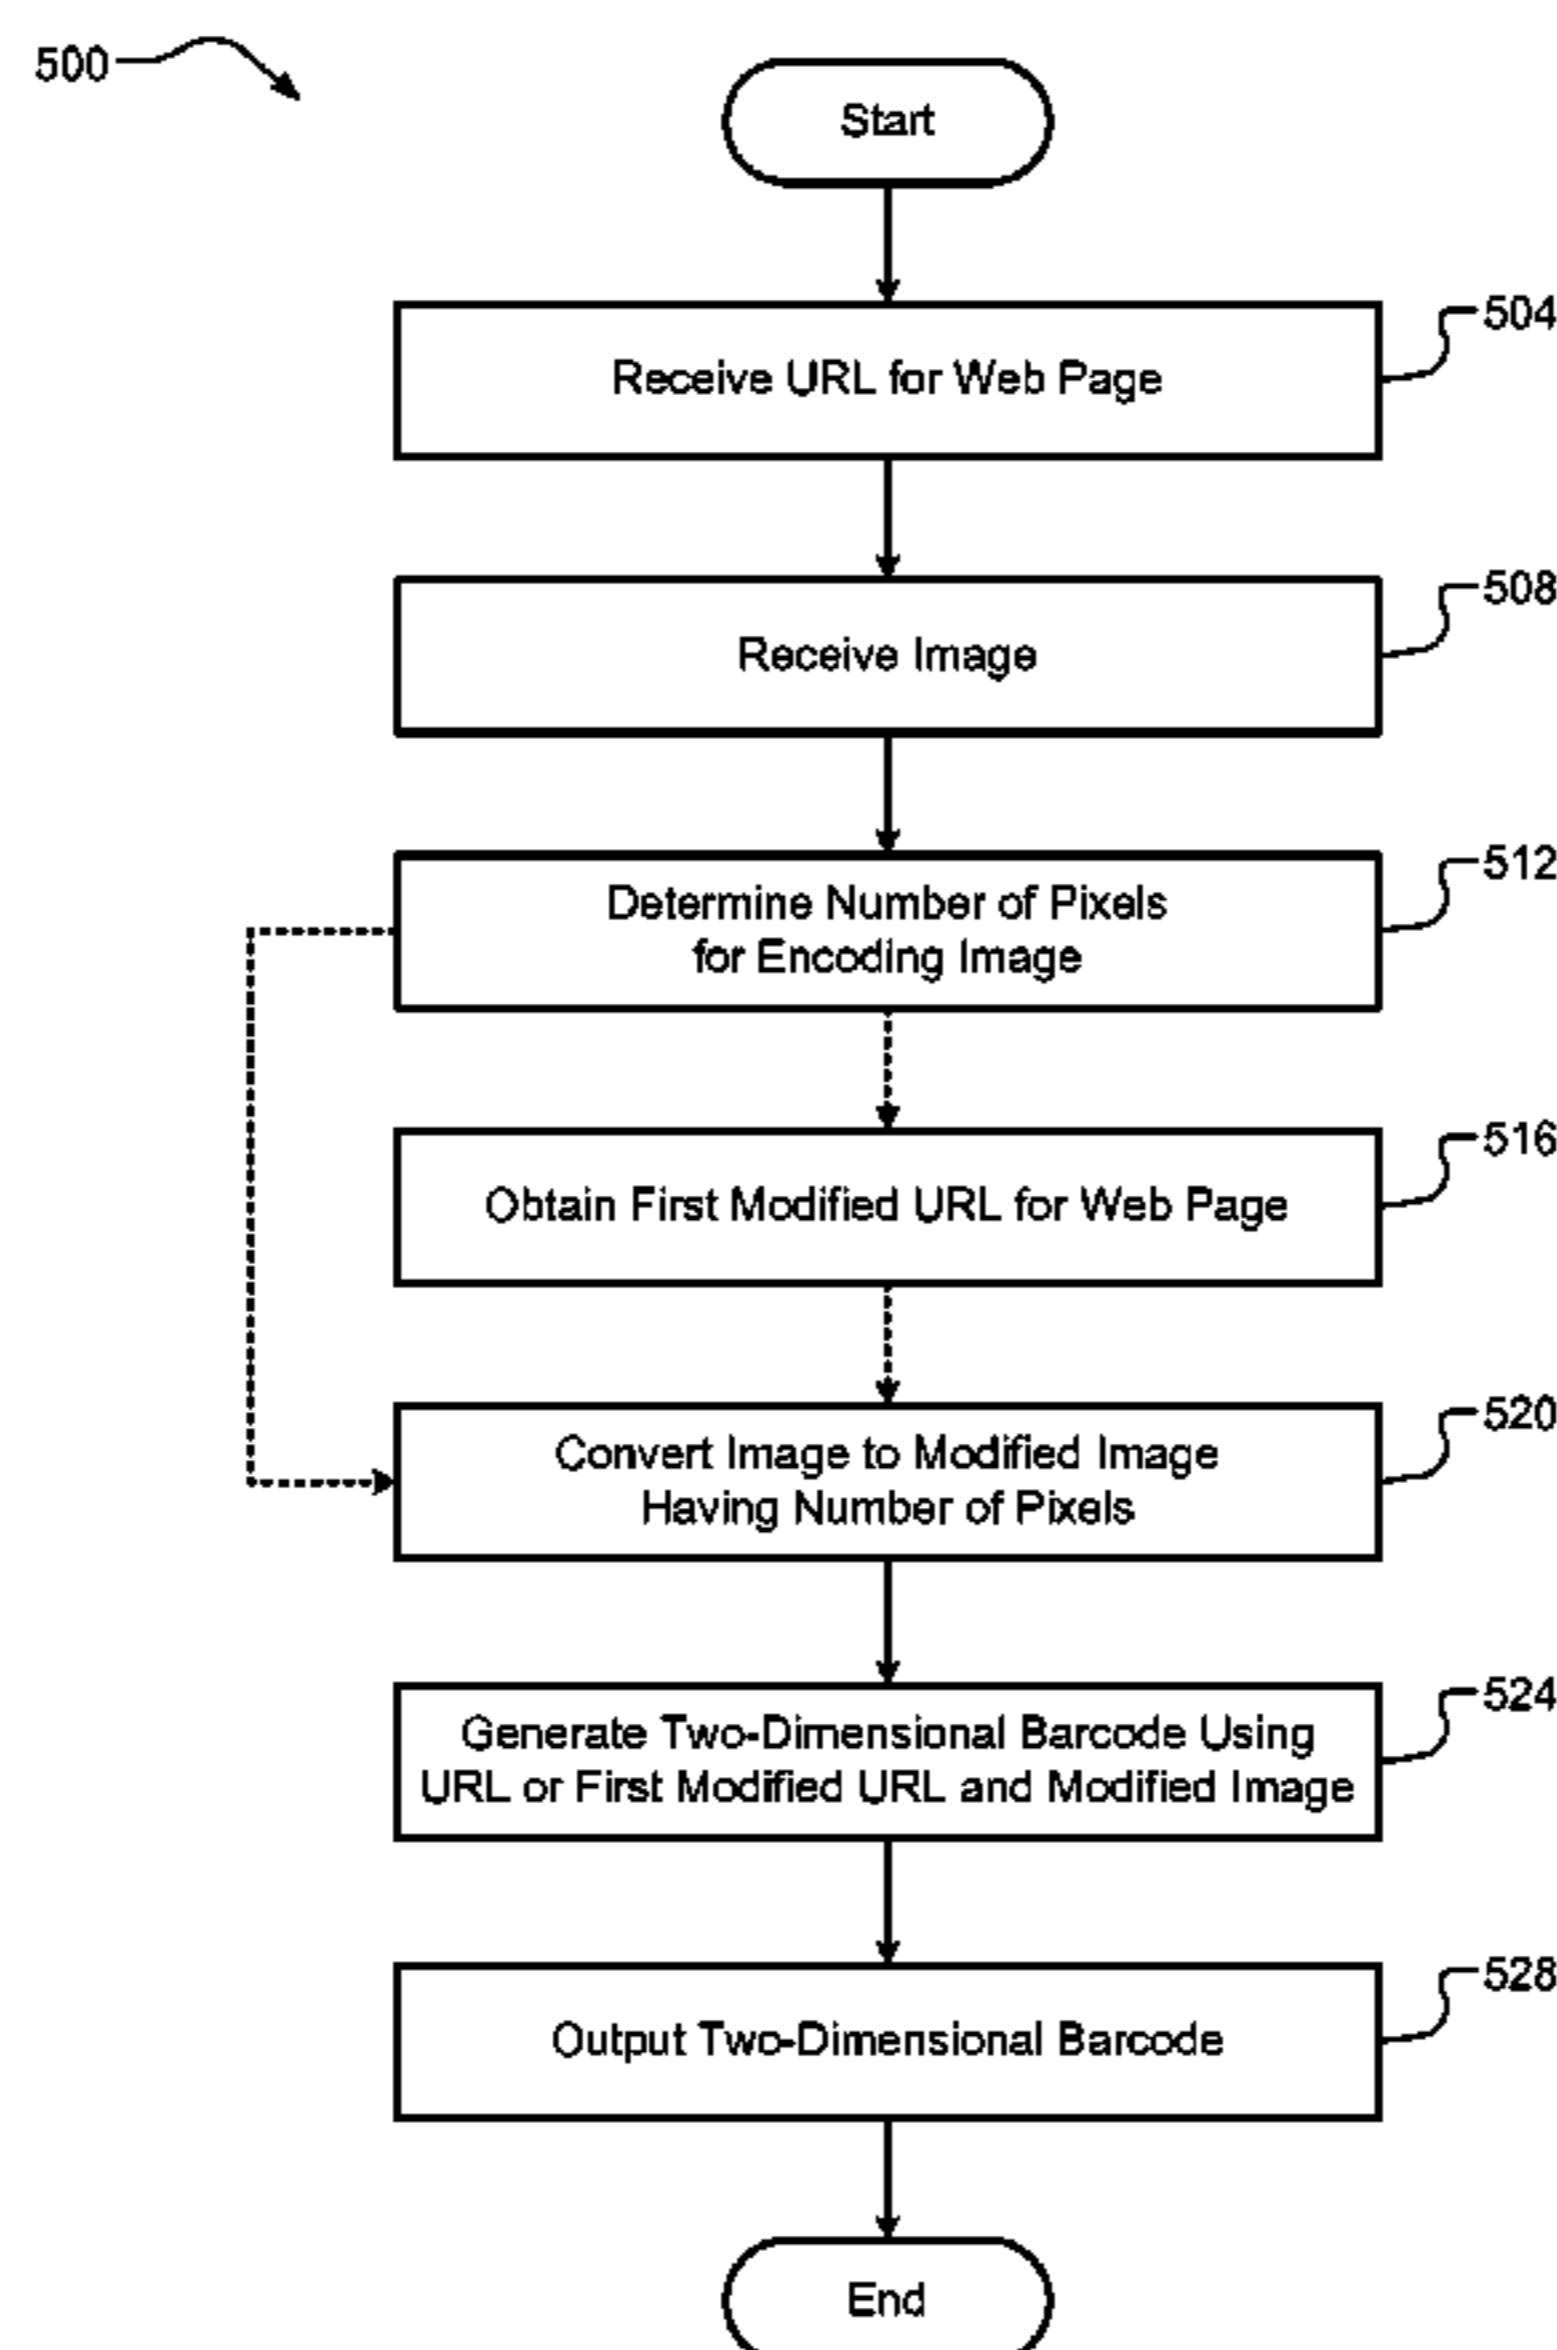 500
Start
Receive URL for Web Page
504
Receive Image
508
Determine Number of Pixels
for Encoding Image
512
Obtain First Modified URL for Web Page
516
Convert Image to Modified Image
Having Number of Pixels
520
Generate Two-Dimensional Barcode Using
URL or First Modified URL and Modified Image
524
Output Two-Dimensional Barcode
528
End